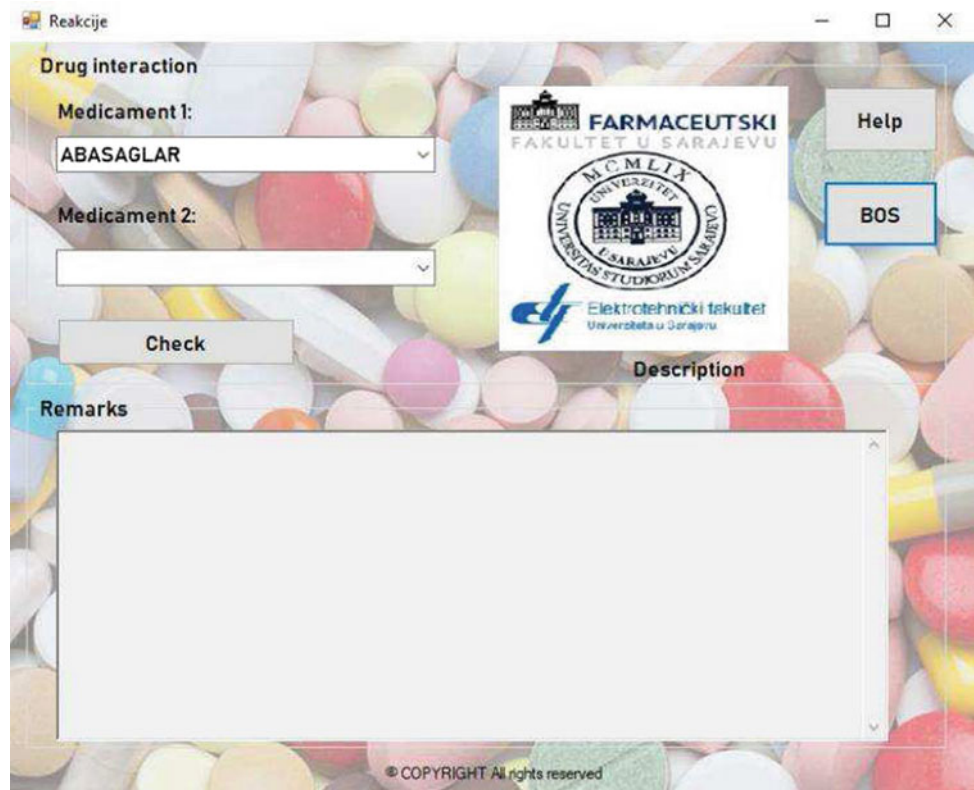 Reakcije
Drug interaction
Medicament 1:
ABASAGLAR
Medicament 2:
Check
FARMACEUTSKI
FAKULTET U SARAJEVU
MCMLIX
UNIVERZITET
U SARAJEVU
UNIVERSITAS STUDIORUM SARAJEVO
Elektrotehnički fakultet
Univerziteta u Sarajevu
Help
BOS
Description
Remarks
© COPYRIGHT All rights reserved